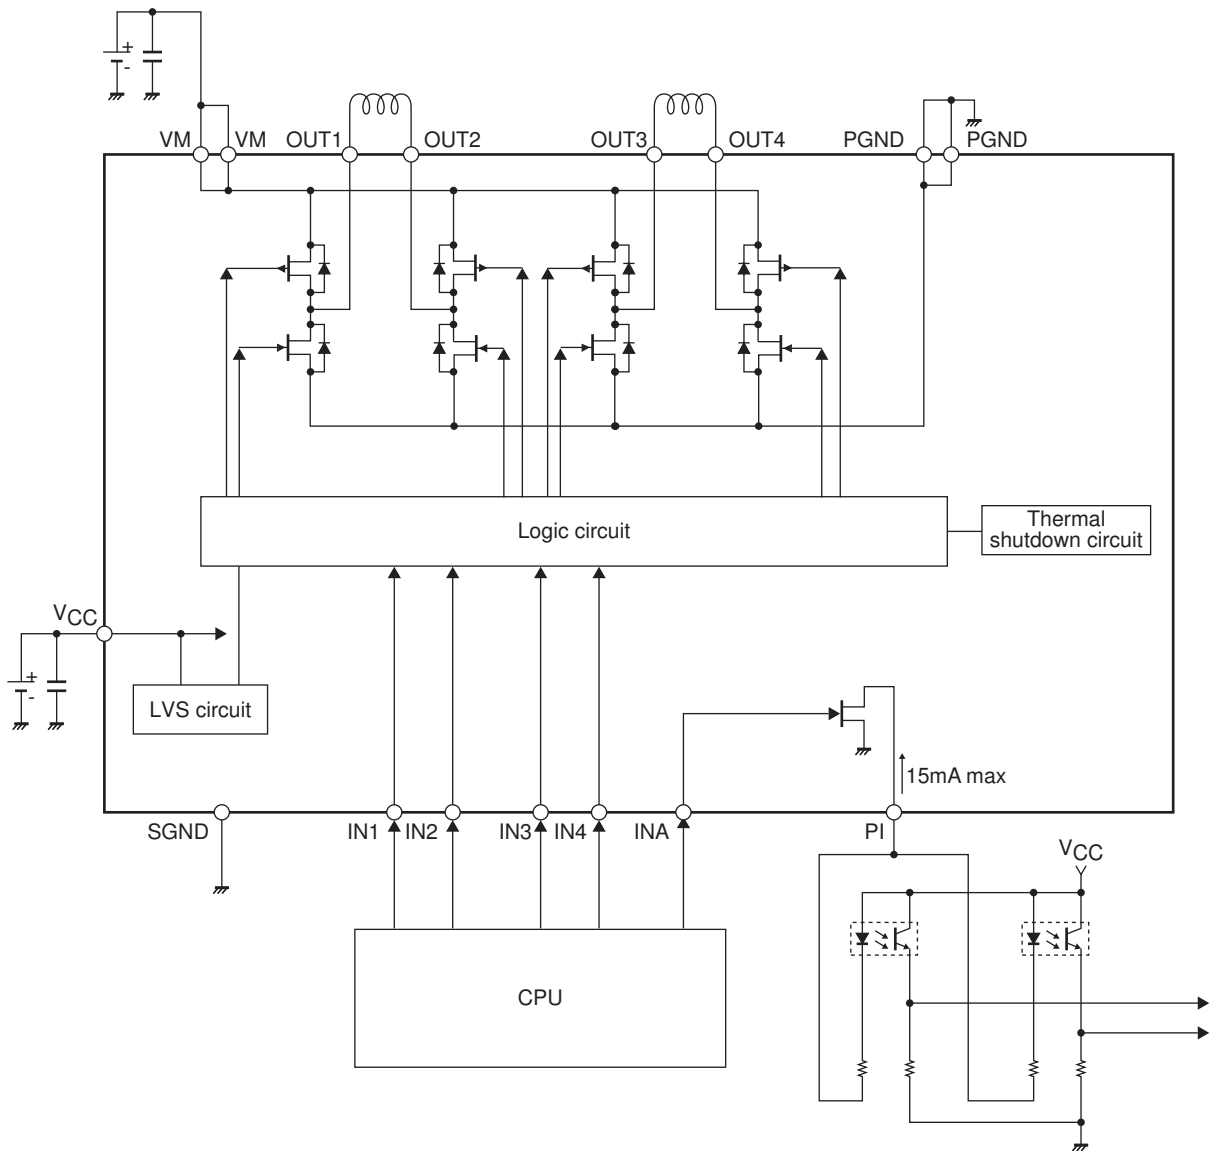 +
-
VM
VM
OUT1
OUT2
OUT3
OUT4
PGND
PGND
Logic circuit
Thermal
shutdown circuit
VCC
+
-
LVS circuit
15mA max
SGND
IN1
IN2
IN3
IN4
INA
PI
VCC
CPU